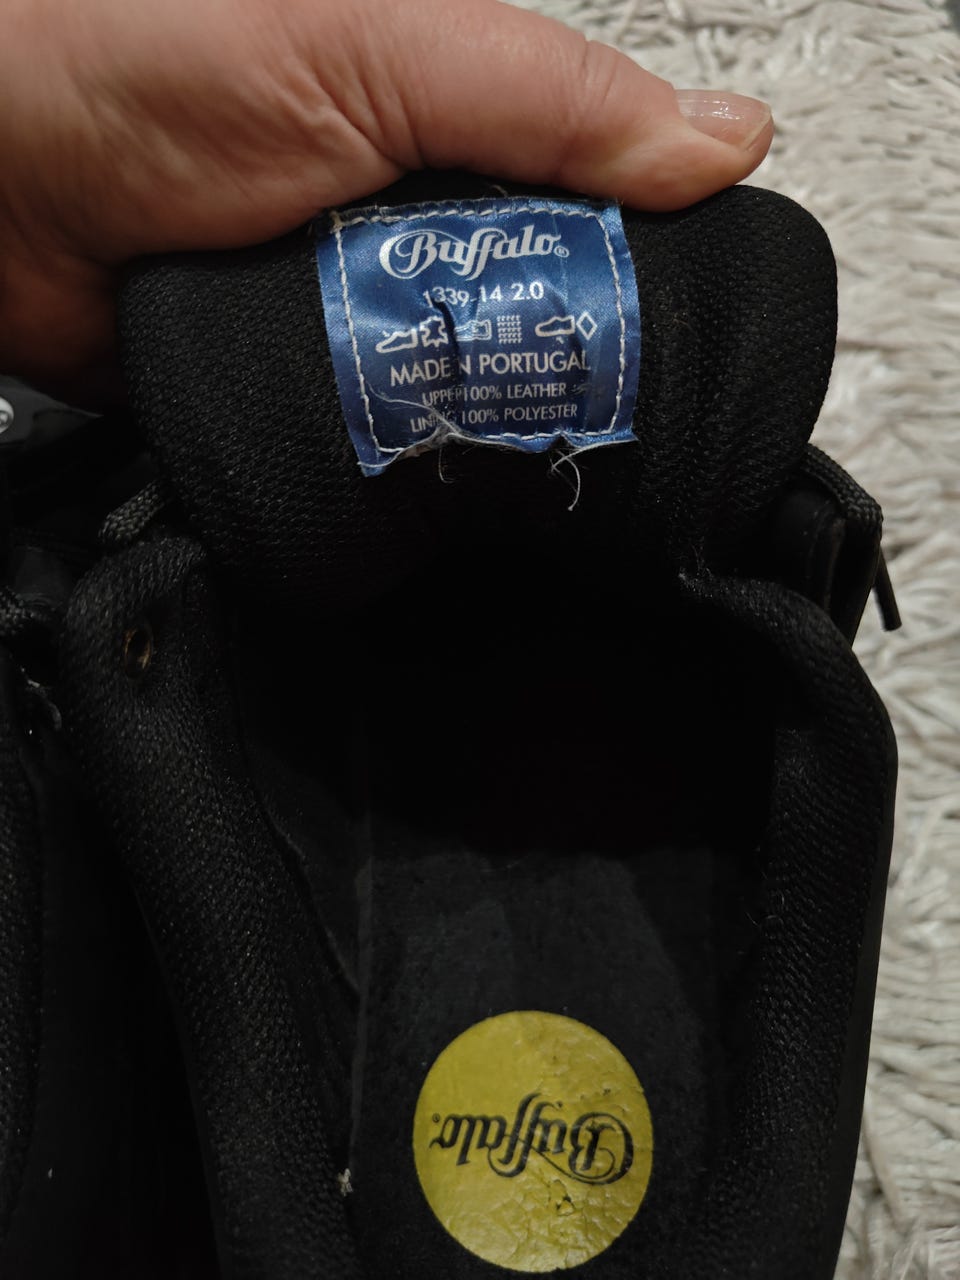 Buffalo®
1339-14 2.0
MADE IN PORTUGAL
UPPER 100% LEATHER
LINING 100% POLYESTER
Buffalo®